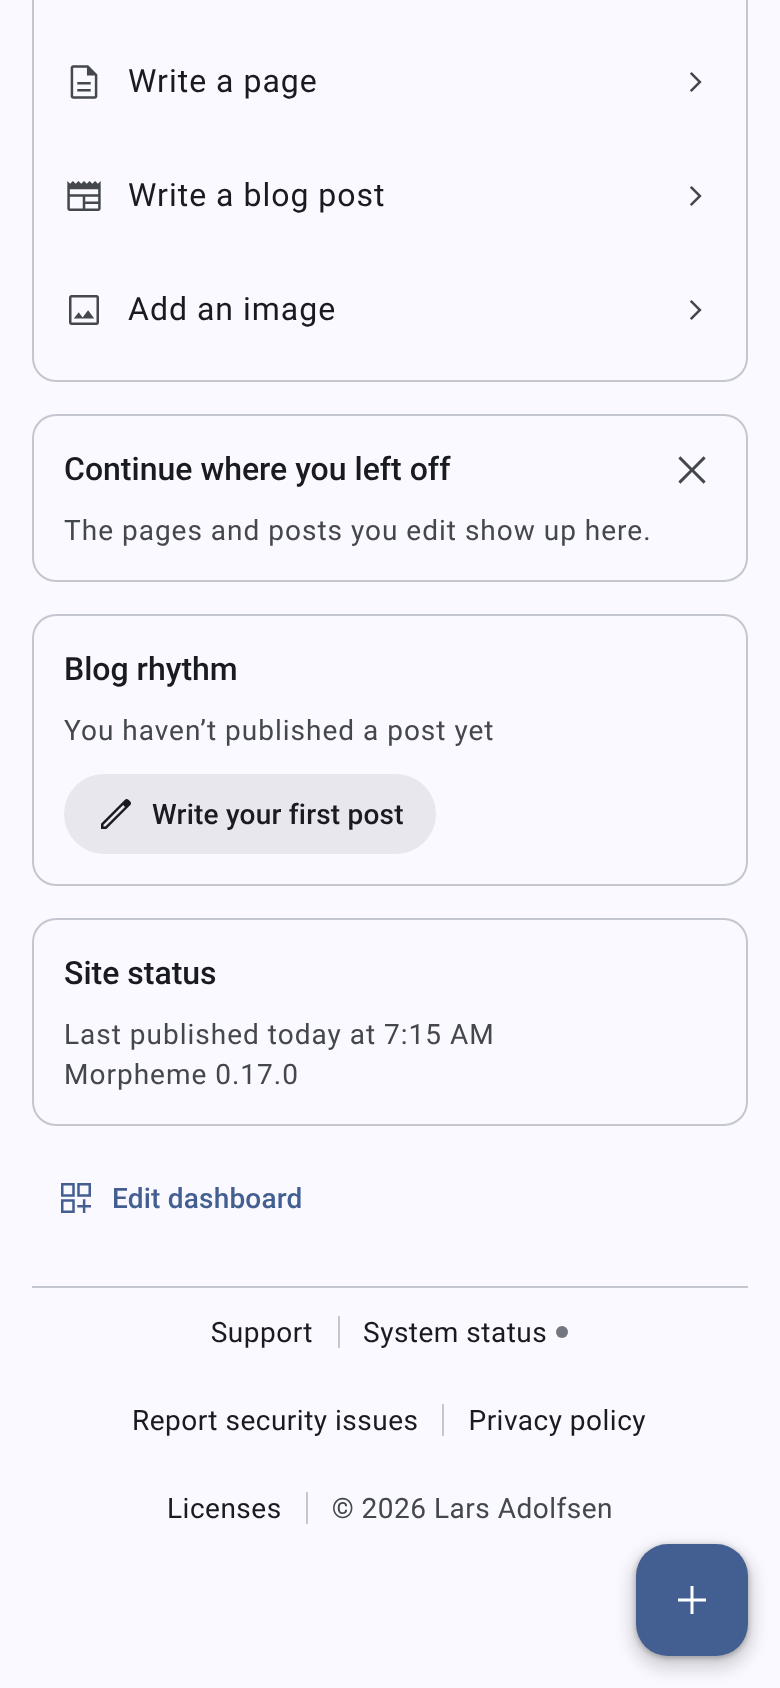 Write a page
Write a blog post
Add an image
Continue where you left off
The pages and posts you edit show up here.
Blog rhythm
You haven’t published a post yet
Write your first post
Site status
Last published today at 7:15 AM
Morpheme 0.17.0
Edit dashboard
Support
System status
Report security issues
Privacy policy
Licenses
© 2026 Lars Adolfsen